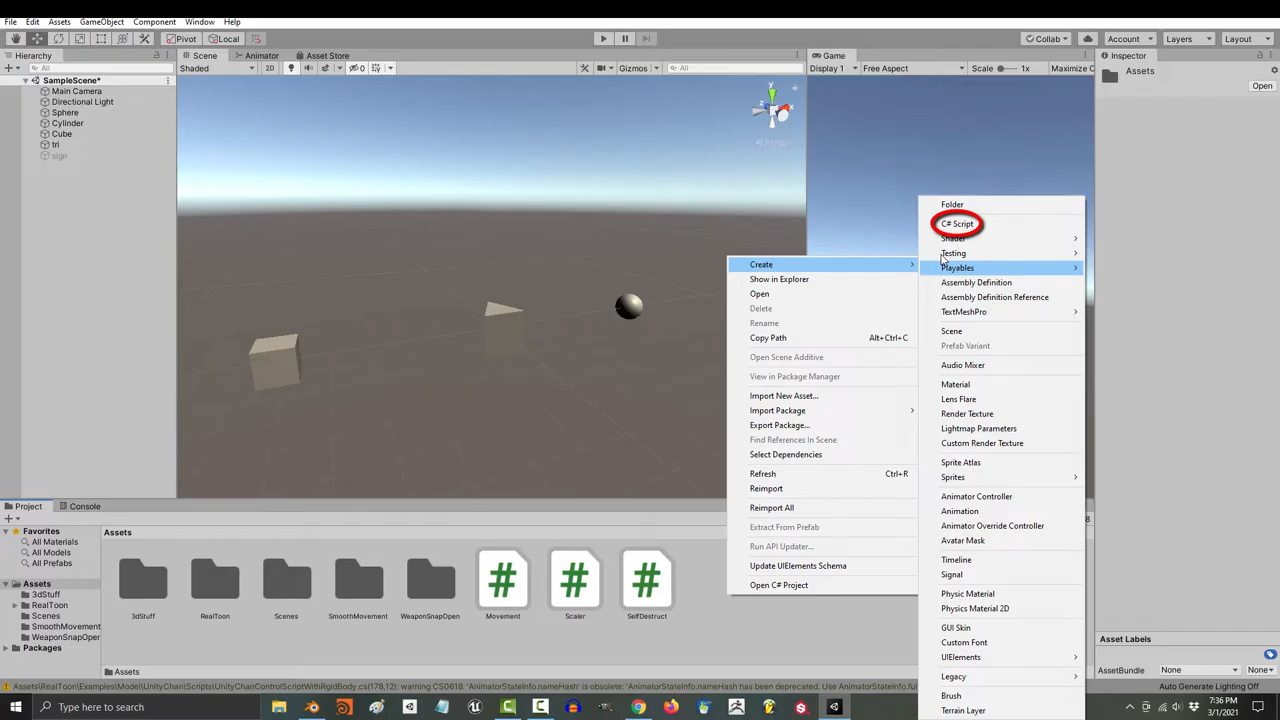 File Edit Assets GameObject Component Window Help
Pivot Local Collab Account Layers Layout
Hierarchy
All
SampleScene*
Main Camera
Directional Light
Sphere
Cylinder
Cube
tri
sign
Scene Animator Asset Store
Shaded 2D 0 Gizmos All
Persp
Game
Display 1 Free Aspect Scale 1x Maximize
Inspector
Assets
Open
Create
Show in Explorer
Open
Delete
Rename
Copy Path Alt+Ctrl+C
Open Scene Additive
View in Package Manager
Import New Asset...
Import Package
Export Package...
Find References In Scene
Select Dependencies
Refresh Ctrl+R
Reimport
Reimport All
Extract From Prefab
Run API Updater...
Update UIElements Schema
Open C# Project
Folder
C# Script
Shader
Testing
Playables
Assembly Definition
Assembly Definition Reference
TextMeshPro
Scene
Prefab Variant
Audio Mixer
Material
Lens Flare
Render Texture
Lightmap Parameters
Custom Render Texture
Sprite Atlas
Sprites
Animator Controller
Animation
Animator Override Controller
Avatar Mask
Timeline
Signal
Physic Material
Physics Material 2D
GUI Skin
Custom Font
UIElements
Legacy
Brush
Terrain Layer
Project Console
Favorites
All Materials
All Models
All Prefabs
Assets
3dStuff
RealToon
Scenes
SmoothMovement
WeaponSnapOpen
Packages
Assets
3dStuff RealToon Scenes SmoothMovement WeaponSnapOpen Movement Scaler SelfDestruct
Assets
8
Asset Labels
AssetBundle None None
Assets/RealToon/Examples/Model/UnityChan/Scripts/UnityChanControlScriptWithRgidBody.cs(178,12): warning CS0618: 'AnimatorStateInfo.nameHash' is obsolete: 'AnimatorStateInfo.nameHash has been deprecated. Use AnimatorStateInfo.ful
Auto Generate Lighting Off
Type here to search
7:36 PM
3/1/2021